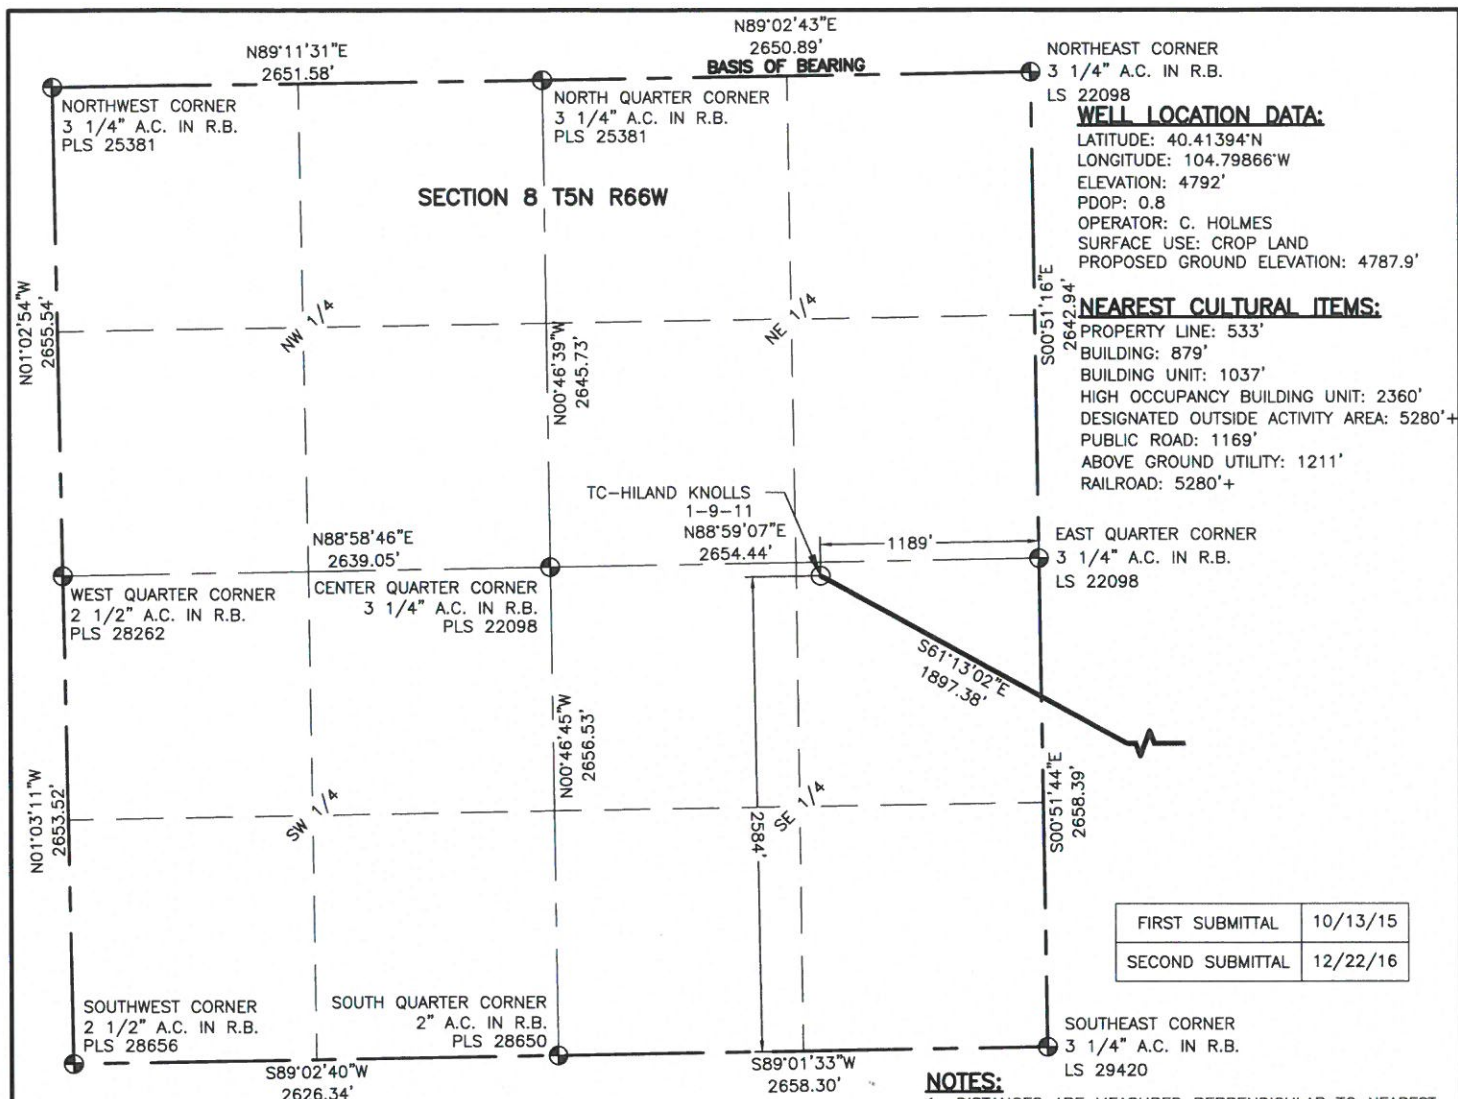 N89°11'31"E
2651.58'
N89°02'43"E
2650.89'
BASIS OF BEARING
NORTHWEST CORNER
3 1/4" A.C. IN R.B.
PLS 25381
NORTH QUARTER CORNER
3 1/4" A.C. IN R.B.
PLS 25381
NORTHEAST CORNER
3 1/4" A.C. IN R.B.
LS 22098
WELL LOCATION DATA:
LATITUDE: 40.41394°N
LONGITUDE: 104.79866°W
ELEVATION: 4792'
PDOP: 0.8
OPERATOR: C. HOLMES
SURFACE USE: CROP LAND
PROPOSED GROUND ELEVATION: 4787.9'
SECTION 8 T5N R66W
N01°02'54"W
2655.54'
NW 1/4
N00°46'39"W
2645.73'
NE 1/4
S00°51'16"E
2642.94'
NEAREST CULTURAL ITEMS:
PROPERTY LINE: 533'
BUILDING: 879'
BUILDING UNIT: 1037'
HIGH OCCUPANCY BUILDING UNIT: 2360'
DESIGNATED OUTSIDE ACTIVITY AREA: 5280'+
PUBLIC ROAD: 1169'
ABOVE GROUND UTILITY: 1211'
RAILROAD: 5280'+
TC-HILAND KNOLLS
1-9-11
N88°58'46"E
2639.05'
N88°59'07"E
2654.44'
1189'
EAST QUARTER CORNER
3 1/4" A.C. IN R.B.
LS 22098
WEST QUARTER CORNER
2 1/2" A.C. IN R.B.
PLS 28262
CENTER QUARTER CORNER
3 1/4" A.C. IN R.B.
PLS 22098
S61°13'02"E
1897.38'
N01°03'11"W
2653.52'
SW 1/4
N00°46'45"W
2656.53'
2584'
SE 1/4
S00°51'44"E
2658.39'
FIRST SUBMITTAL 10/13/15
SECOND SUBMITTAL 12/22/16
SOUTHWEST CORNER
2 1/2" A.C. IN R.B.
PLS 28656
SOUTH QUARTER CORNER
2" A.C. IN R.B.
PLS 28650
SOUTHEAST CORNER
3 1/4" A.C. IN R.B.
LS 29420
S89°02'40"W
2626.34'
S89°01'33"W
2658.30'
NOTES:
DISTANCES ARE MEASURED PERPENDICULAR TO NEAREST